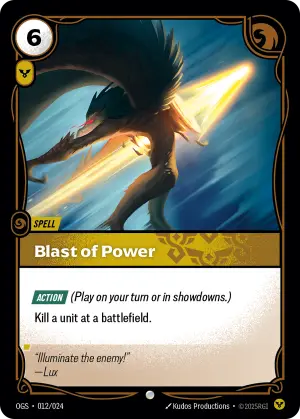 6
SPELL
Blast of Power
ACTION (Play on your turn or in showdowns.)
Kill a unit at a battlefield.
"Illuminate the enemy!"
—Lux
OGS • 012/024 Kudos Productions • ©2025RGI